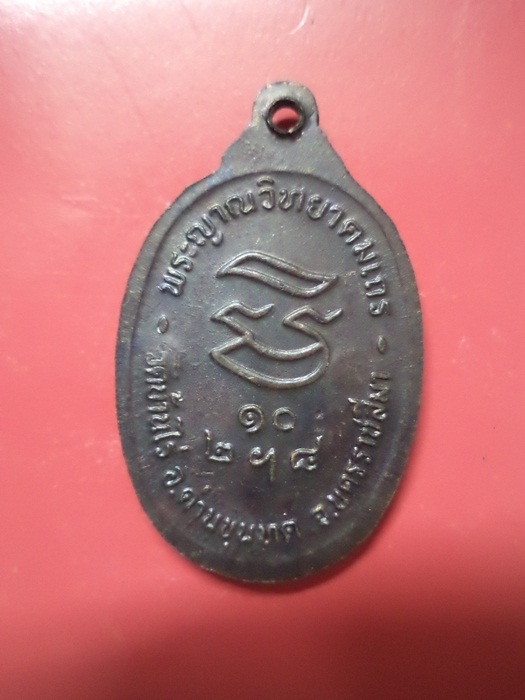 พระญาณวิทยาคมเถร
๑๐
๒ ๗ ๘
วัดบ้านไร่ อ.ด่านขุนทด จ.นครราชสีมา